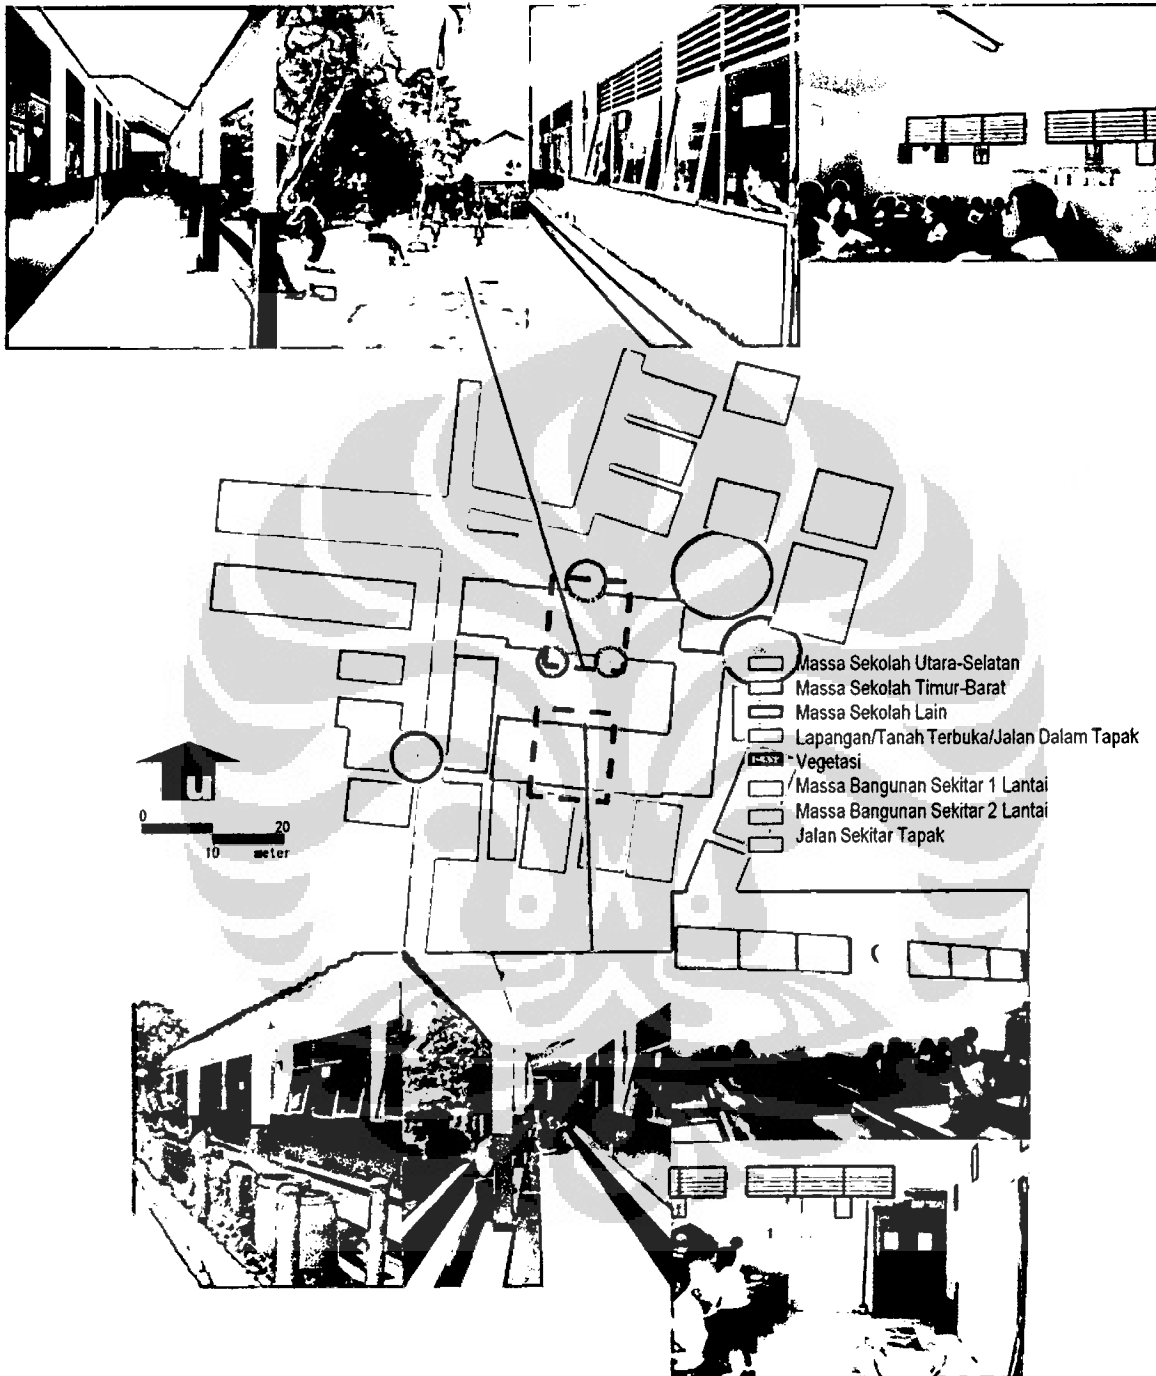 Massa Sekolah Utara-Selatan
Massa Sekolah Timur-Barat
Massa Sekolah Lain
Lapangan/Tanah Terbuka/Jalan Dalam Tapak
Vegetasi
Massa Bangunan Sekitar 1 Lantai
Massa Bangunan Sekitar 2 Lantai
Jalan Sekitar Tapak
U
0 20
10 meter